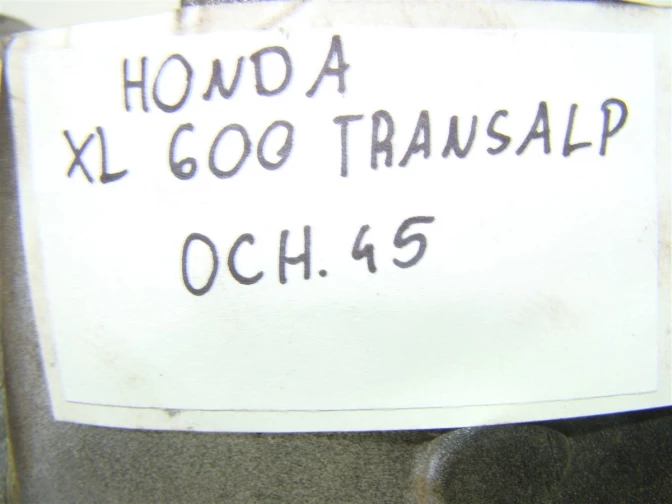 HONDA
XL 600 TRANSALP
OCH. 45